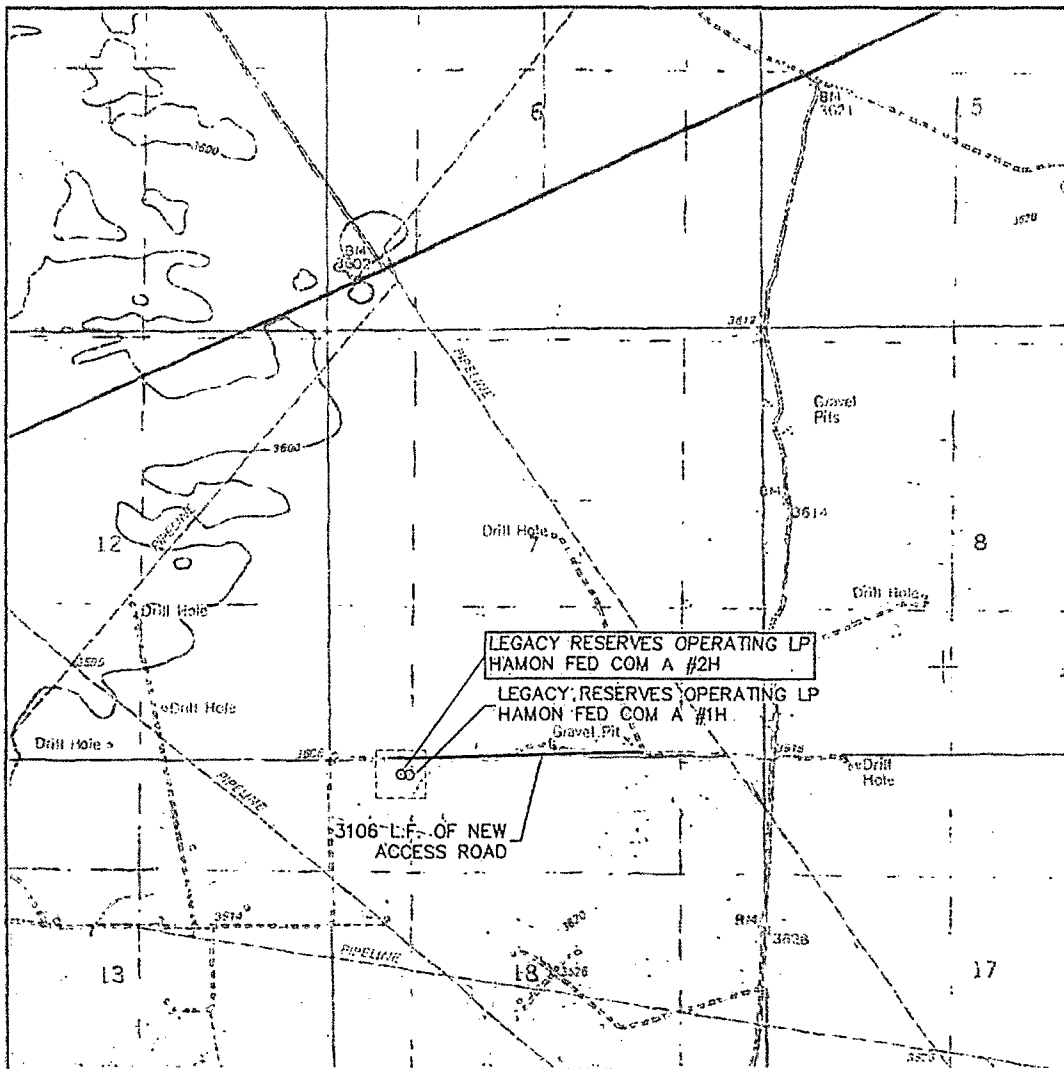 6
5
BM
3621
3600
BM
3602
3612
PIPELINE
Gravel
Pits
3600
BM
3614
Drill Hole
12
PIPELINE
8
Drill Hole
Drill Hole
LEGACY RESERVES OPERATING LP
HAMON FED COM A #2H
LEGACY RESERVES OPERATING LP
HAMON FED COM A #1H
Drill Hole
Gravel Pit
Drill Hole
Drill
Hole
PIPELINE
3106 L.F. OF NEW
ACCESS ROAD
3614
BM
3628
3620
PIPELINE
13
18
17